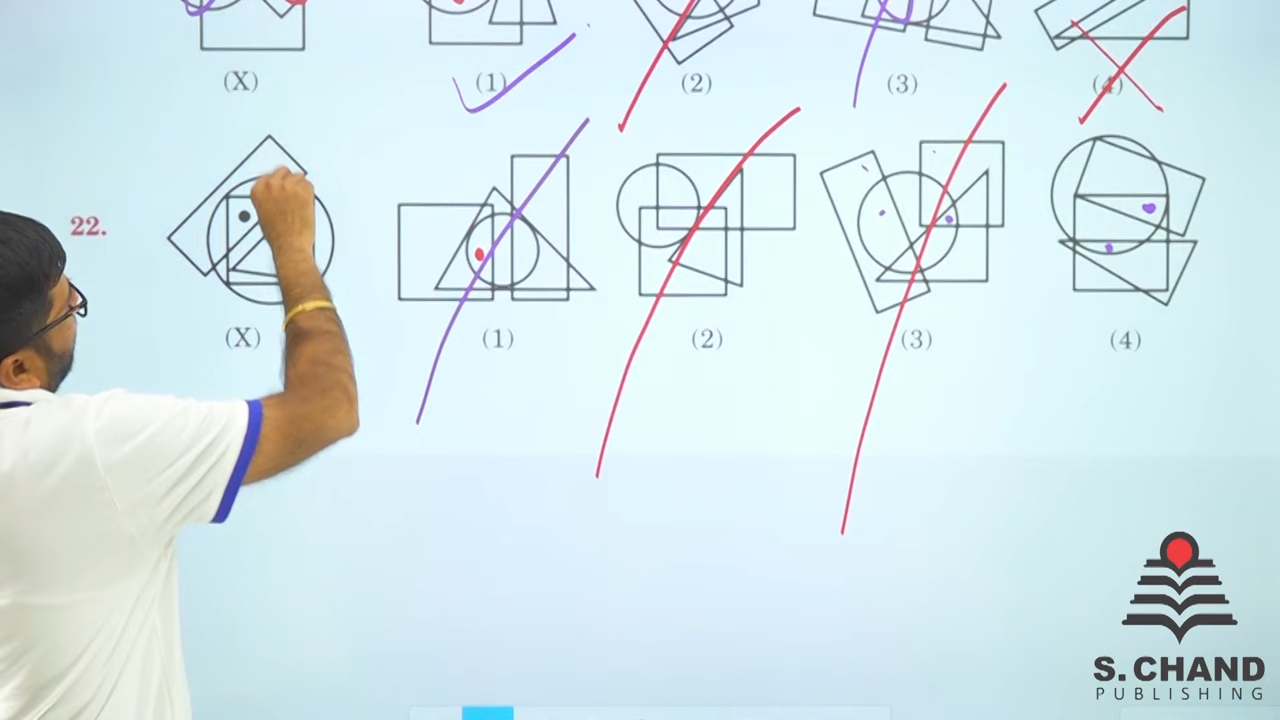 (X) (1) (2) (3) (4)
22.
(X) (1) (2) (3) (4)
S. CHAND
PUBLISHING